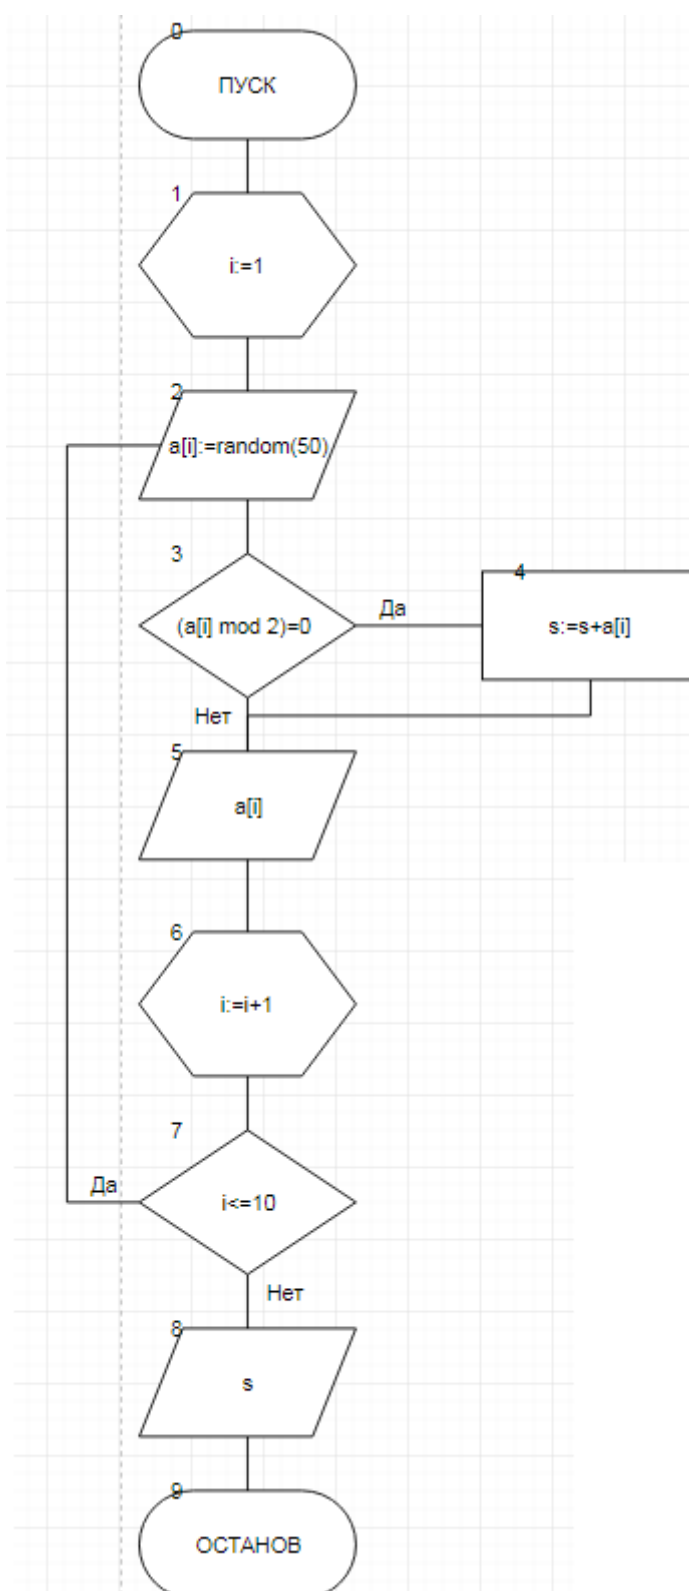 0
ПУСК
1
i:=1
2
a[i]:=random(50)
3
(a[i] mod 2)=0
Да
4
s:=s+a[i]
Нет
5
a[i]
6
i:=i+1
7
Да
i<=10
Нет
8
s
9
ОСТАНОВ